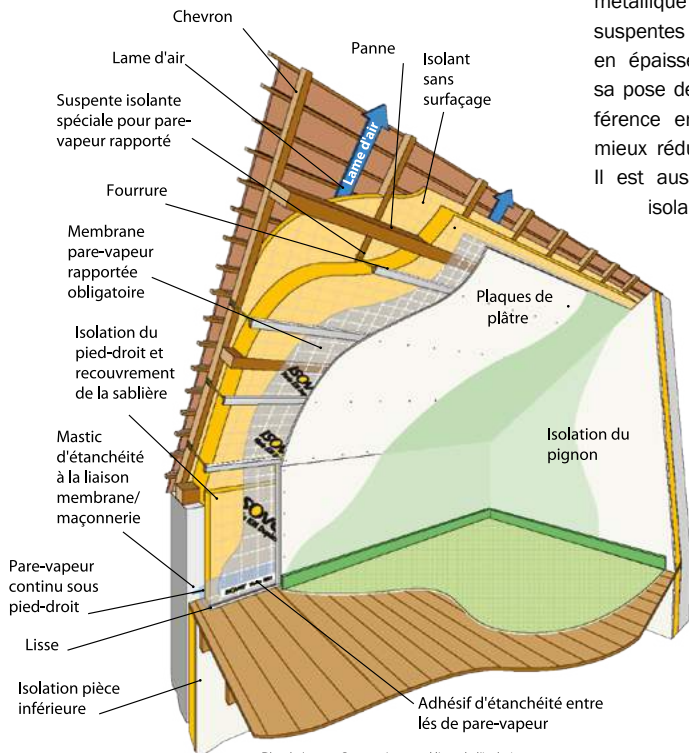 Chevron
Lame d'air
Suspente isolante
spéciale pour pare-
vapeur rapporté
Fourrure
Membrane
pare-vapeur
rapportée
obligatoire
Isolation du
pied-droit et
recouvrement
de la sablière
Mastic
d'étanchéité
à la liaison
membrane/
maçonnerie
Pare-vapeur
continu sous
pied-droit
Lisse
Isolation pièce
inférieure
Panne
Isolant
sans
surfaçage
Lame d'air
Plaques de
plâtre
Isolation du
pignon
Adhésif d'étanchéité entre
lés de pare-vapeur
métallique
suspentes
en épaisse
sa pose de
férence en
mieux rédu
Il est aus
isola